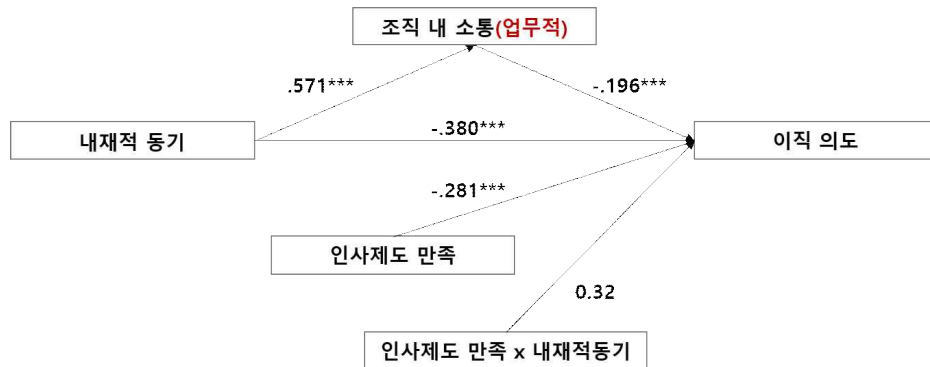 조직 내 소통(업무적)
.571***
-.196***
내재적 동기
-.380***
이직 의도
-.281***
인사제도 만족
0.32
인사제도 만족 x 내재적동기